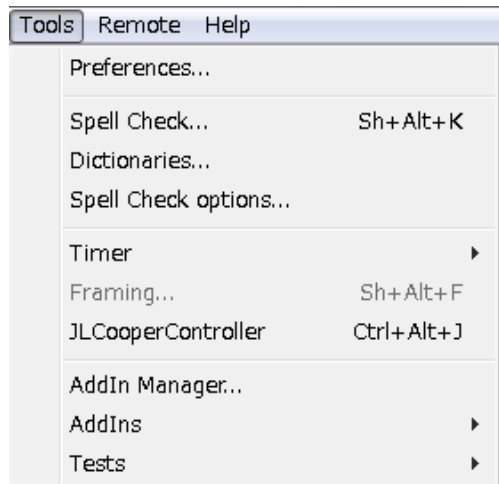 Tools Remote Help
Preferences...
Spell Check... Sh+Alt+K
Dictionaries...
Spell Check options...
Timer
Framing... Sh+Alt+F
JLCooperController Ctrl+Alt+J
AddIn Manager...
AddIns
Tests